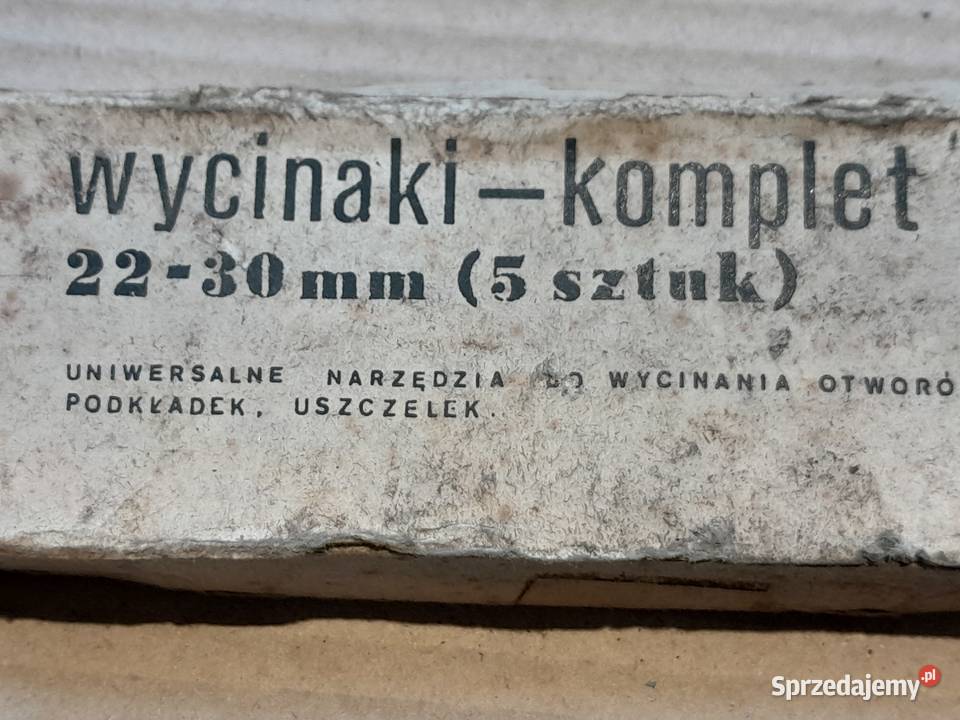 wycinaki – komplet
22-30 mm (5 sztuk)
UNIWERSALNE NARZĘDZIA DO WYCINANIA OTWORÓ
PODKŁADEK, USZCZELEK.
Sprzedajemy.pl